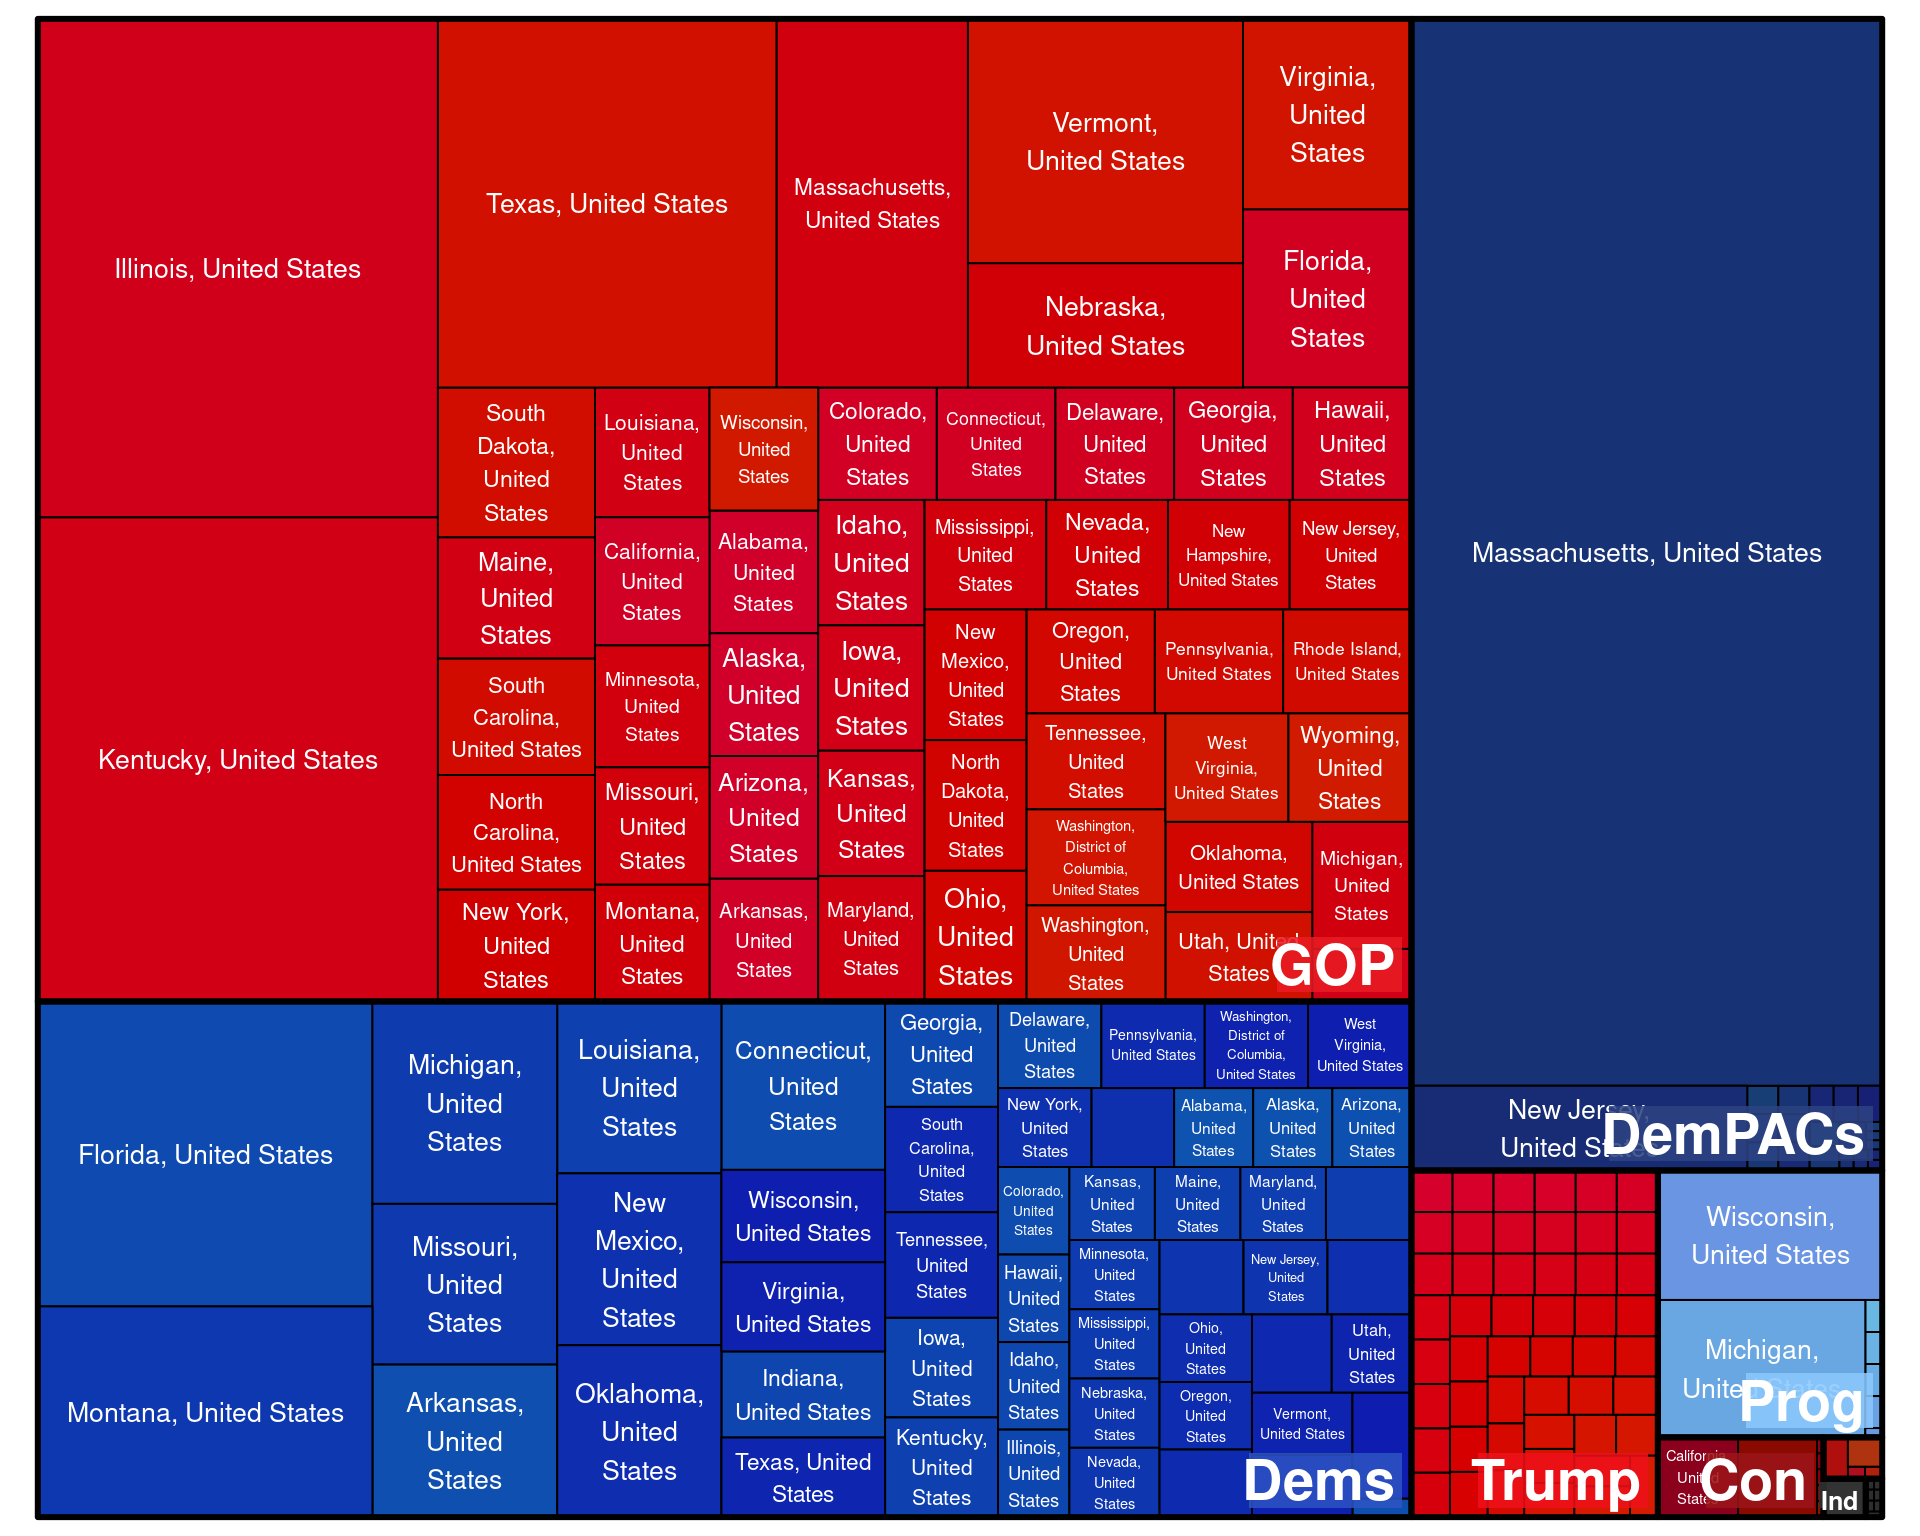 Illinois, United States
Kentucky, United States
Texas, United States
Massachusetts,
United States
Vermont,
United States
Nebraska,
United States
Virginia,
United
States
Florida,
United
States
South
Dakota,
United
States
Maine,
United
States
South
Carolina,
United States
North
Carolina,
United States
New York,
United
States
Louisiana,
United
States
California,
United
States
Minnesota,
United
States
Missouri,
United
States
Montana,
United
States
Wisconsin,
United
States
Alabama,
United
States
Alaska,
United
States
Arizona,
United
States
Arkansas,
United
States
Colorado,
United
States
Connecticut,
United
States
Delaware,
United
States
Georgia,
United
States
Hawaii,
United
States
Idaho,
United
States
Iowa,
United
States
Kansas,
United
States
Maryland,
United
States
Mississippi,
United
States
Nevada,
United
States
New
Hampshire,
United States
New Jersey,
United
States
New
Mexico,
United
States
North
Dakota,
United
States
Ohio,
United
States
Oregon,
United
States
Pennsylvania,
United States
Rhode Island,
United States
Tennessee,
United
States
Washington,
District of
Columbia,
United States
Washington,
United
States
West
Virginia,
United States
Wyoming,
United
States
Oklahoma,
United States
Utah, United
States
Michigan,
United
States
GOP
Massachusetts, United States
New Jersey,
United States
DemPACs
Florida, United States
Montana, United States
Michigan,
United
States
Missouri,
United
States
Arkansas,
United
States
Louisiana,
United
States
New
Mexico,
United
States
Oklahoma,
United
States
Connecticut,
United
States
Wisconsin,
United States
Virginia,
United States
Indiana,
United States
Texas, United
States
Georgia,
United
States
South
Carolina,
United
States
Tennessee,
United
States
Iowa,
United
States
Kentucky,
United
States
Delaware,
United
States
Pennsylvania,
United States
Washington,
District of
Columbia,
United States
West
Virginia,
United States
New York,
United
States
Alabama,
United
States
Alaska,
United
States
Arizona,
United
States
Colorado,
United
States
Hawaii,
United
States
Idaho,
United
States
Illinois,
United
States
Kansas,
United
States
Maine,
United
States
Maryland,
United
States
Minnesota,
United
States
Mississippi,
United
States
Nebraska,
United
States
Nevada,
United
States
New Jersey,
United
States
Ohio,
United
States
Oregon,
United
States
Utah,
United
States
Vermont,
United States
Dems
Trump
Wisconsin,
United States
Michigan,
United States
Prog
California,
United
States
Con
Ind